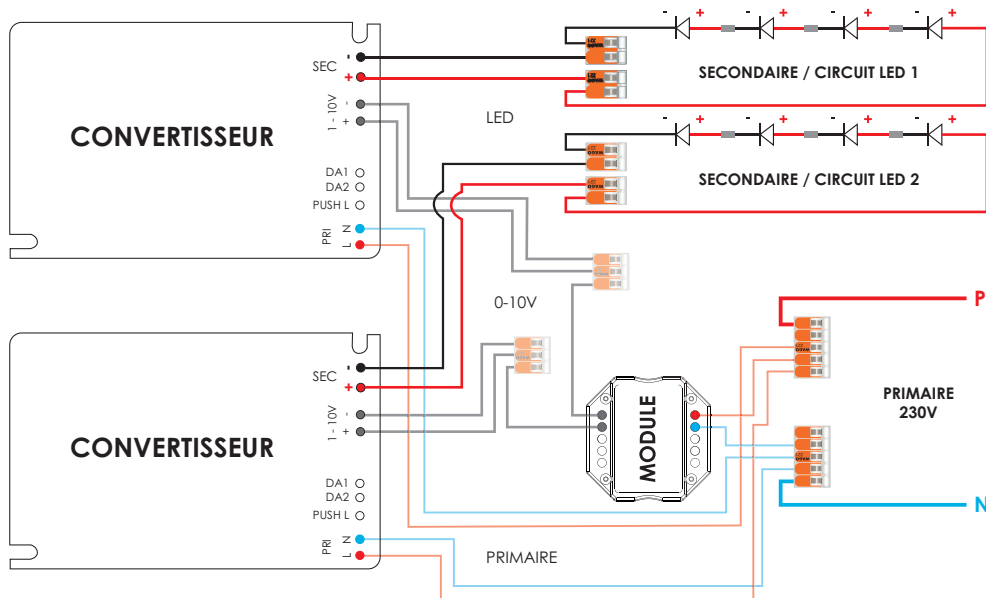 CONVERTISSEUR
SEC
-
+
1 - 10V
-
+
DA1
DA2
PUSH L
PRI
N
L
LED
- + - + - + - +
SECONDAIRE / CIRCUIT LED 1
- + - + - + - +
SECONDAIRE / CIRCUIT LED 2
0-10V
CONVERTISSEUR
SEC
-
+
1 - 10V
-
+
DA1
DA2
PUSH L
PRI
N
L
MODULE
P
PRIMAIRE
230V
N
PRIMAIRE